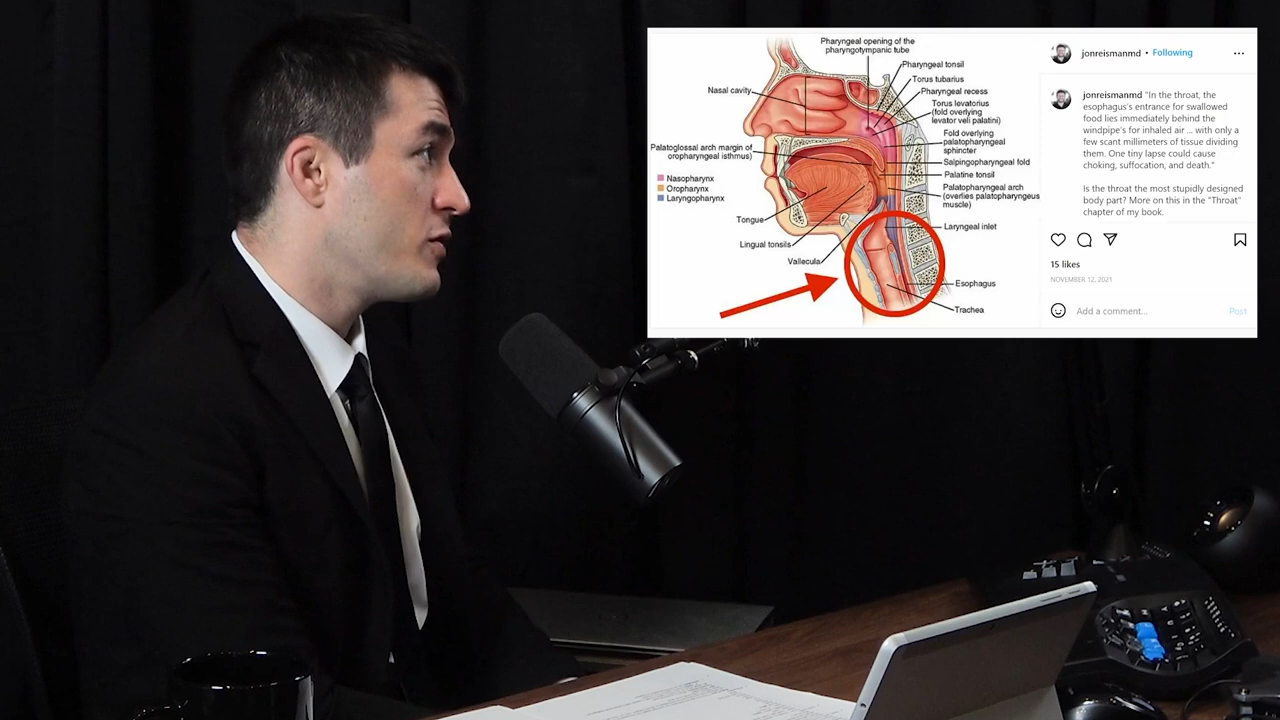 Pharyngeal opening of the
pharyngotympanic tube
Pharyngeal tonsil
Torus tubarius
Nasal cavity
Pharyngeal recess
Torus levatorius
(fold overlying
levator veli palatini)
Fold overlying
palatopharyngeal
sphincter
Palatoglossal arch margin of
oropharyngeal isthmus)
Salpingopharyngeal fold
Palatine tonsil
Nasopharynx
Oropharynx
Laryngopharynx
Palatopharyngeal arch
(overlies palatopharyngeus
muscle)
Tongue
Laryngeal inlet
Lingual tonsils
Vallecula
Esophagus
Trachea
jonreismanmd • Following
jonreismanmd "In the throat, the
esophagus's entrance for swallowed
food lies immediately behind the
windpipe's for inhaled air ... with only a
few scant millimeters of tissue dividing
them. One tiny lapse could cause
choking, suffocation, and death."
Is the throat the most stupidly designed
body part? More on this in the "Throat"
chapter of my book.
15 likes
NOVEMBER 12, 2021
Add a comment...
Post